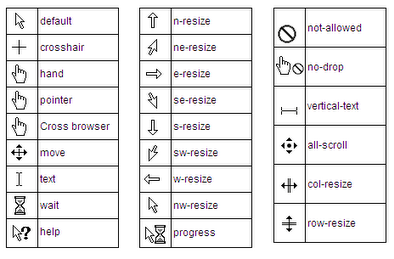 default
crosshair
hand
pointer
Cross browser
move
text
wait
help
n-resize
ne-resize
e-resize
se-resize
s-resize
sw-resize
w-resize
nw-resize
progress
not-allowed
no-drop
vertical-text
all-scroll
col-resize
row-resize